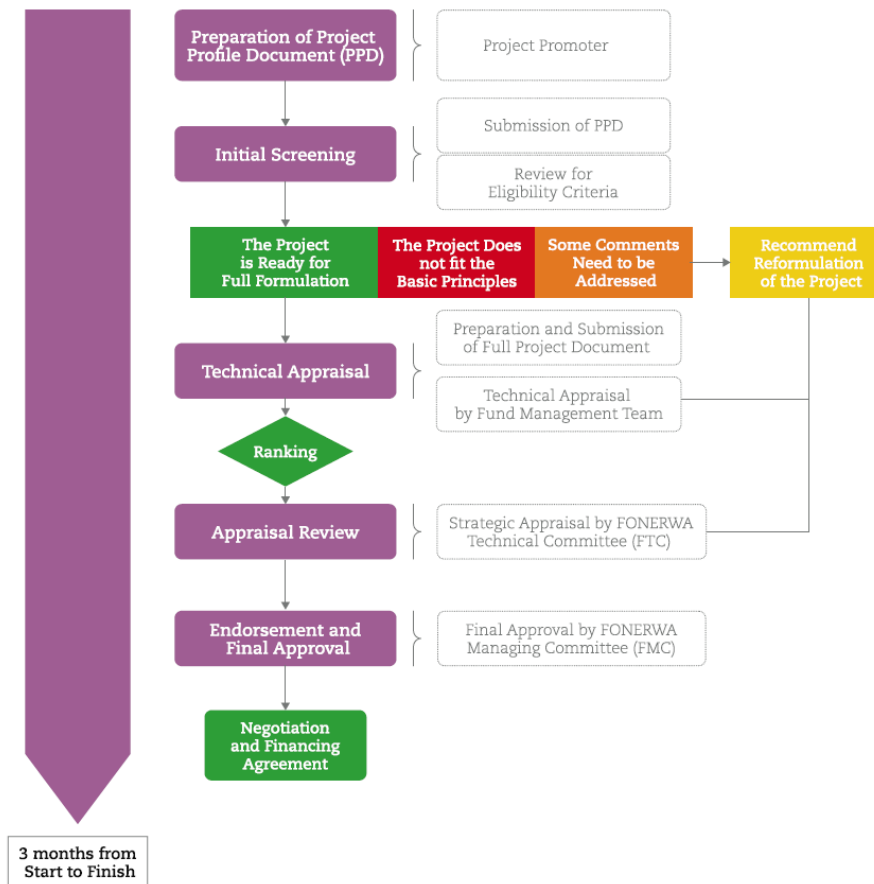 Preparation of Project
Profile Document (PPD)
Project Promoter
Initial Screening
Submission of PPD
Review for
Eligibility Criteria
The Project
is Ready for
Full Formulation
The Project Does
not fit the
Basic Principles
Some Comments
Need to be
Addressed
Recommend
Reformulation
of the Project
Technical Appraisal
Preparation and Submission
of Full Project Document
Technical Appraisal
by Fund Management Team
Ranking
Appraisal Review
Strategic Appraisal by FONERWA
Technical Committee (FTC)
Endorsement and
Final Approval
Final Approval by FONERWA
Managing Committee (FMC)
Negotiation
and Financing
Agreement
3 months from
Start to Finish